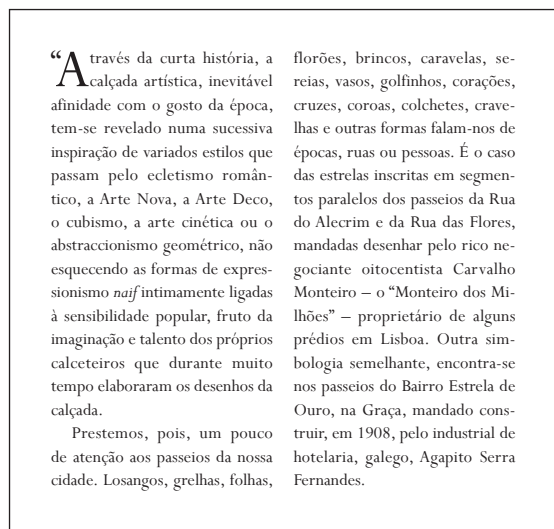 “Através da curta história, a
calçada artística, inevitável
afinidade com o gosto da época,
tem-se revelado numa sucessiva
inspiração de variados estilos que
passam pelo ecletismo român-
tico, a Arte Nova, a Arte Deco,
o cubismo, a arte cinética ou o
abstraccionismo geométrico, não
esquecendo as formas de expres-
sionismo naif intimamente ligadas
à sensibilidade popular, fruto da
imaginação e talento dos próprios
calceteiros que durante muito
tempo elaboraram os desenhos da
calçada.
Prestemos, pois, um pouco
de atenção aos passeios da nossa
cidade. Losangos, grelhas, folhas,
florões, brincos, caravelas, se-
reias, vasos, golfinhos, corações,
cruzes, coroas, colchetes, crave-
lhas e outras formas falam-nos de
épocas, ruas ou pessoas. É o caso
das estrelas inscritas em segmen-
tos paralelos dos passeios da Rua
do Alecrim e da Rua das Flores,
mandadas desenhar pelo rico ne-
gociante oitocentista Carvalho
Monteiro – o “Monteiro dos Mi-
lhões” – proprietário de alguns
prédios em Lisboa. Outra sim-
bologia semelhante, encontra-se
nos passeios do Bairro Estrela de
Ouro, na Graça, mandado cons-
truir, em 1908, pelo industrial de
hotelaria, galego, Agapito Serra
Fernandes.